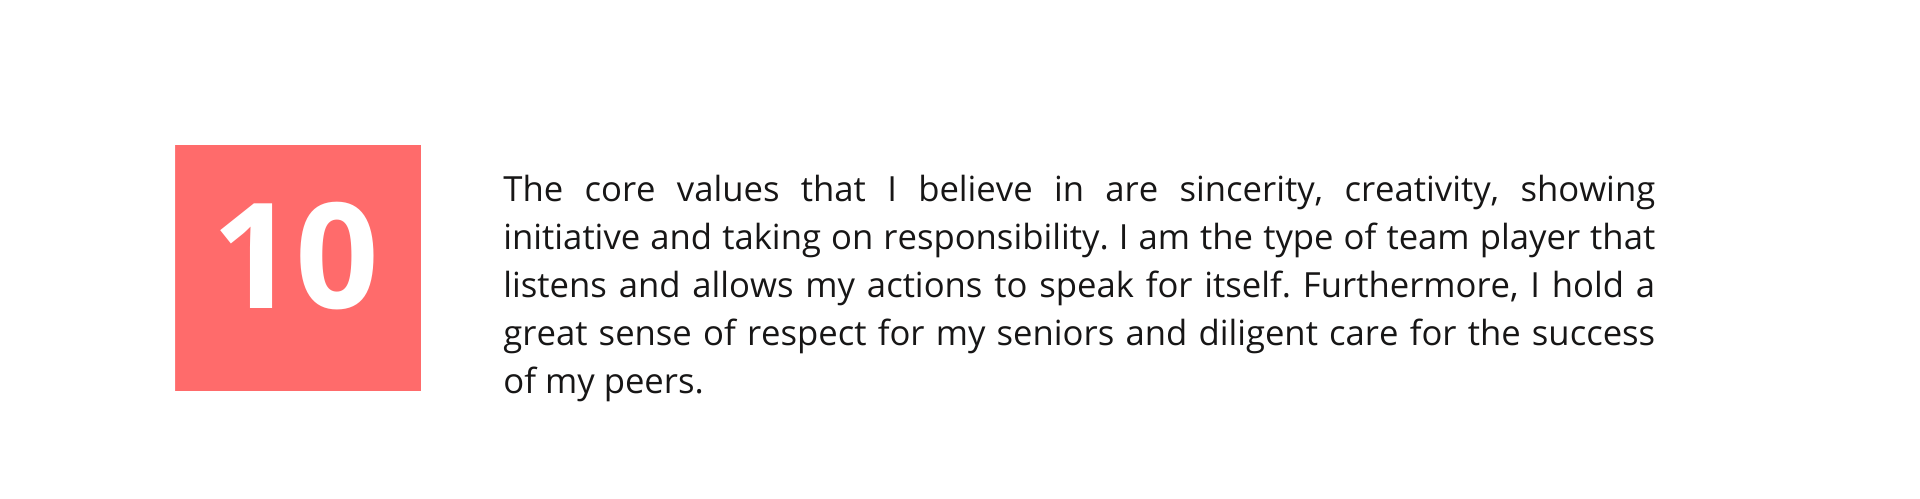 10
The core values that I believe in are sincerity, creativity, showing
initiative and taking on responsibility. I am the type of team player that
listens and allows my actions to speak for itself. Furthermore, I hold a
great sense of respect for my seniors and diligent care for the success
of my peers.